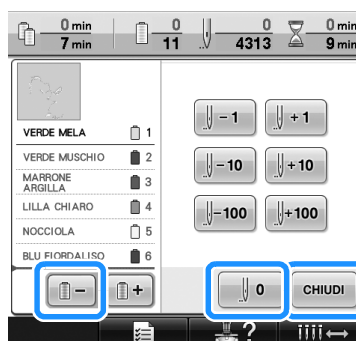 0 min 0 0 0 min
7 min 11 4313 9 min
- 1 + 1
VERDE MELA 1
VERDE MUSCHIO 2
- 10 + 10
MARRONE
ARGILLA 3
LILLA CHIARO 4
- 100 + 100
NOCCIOLA 5
BLU FIORDALISO 6
- + 0 CHIUDI
?